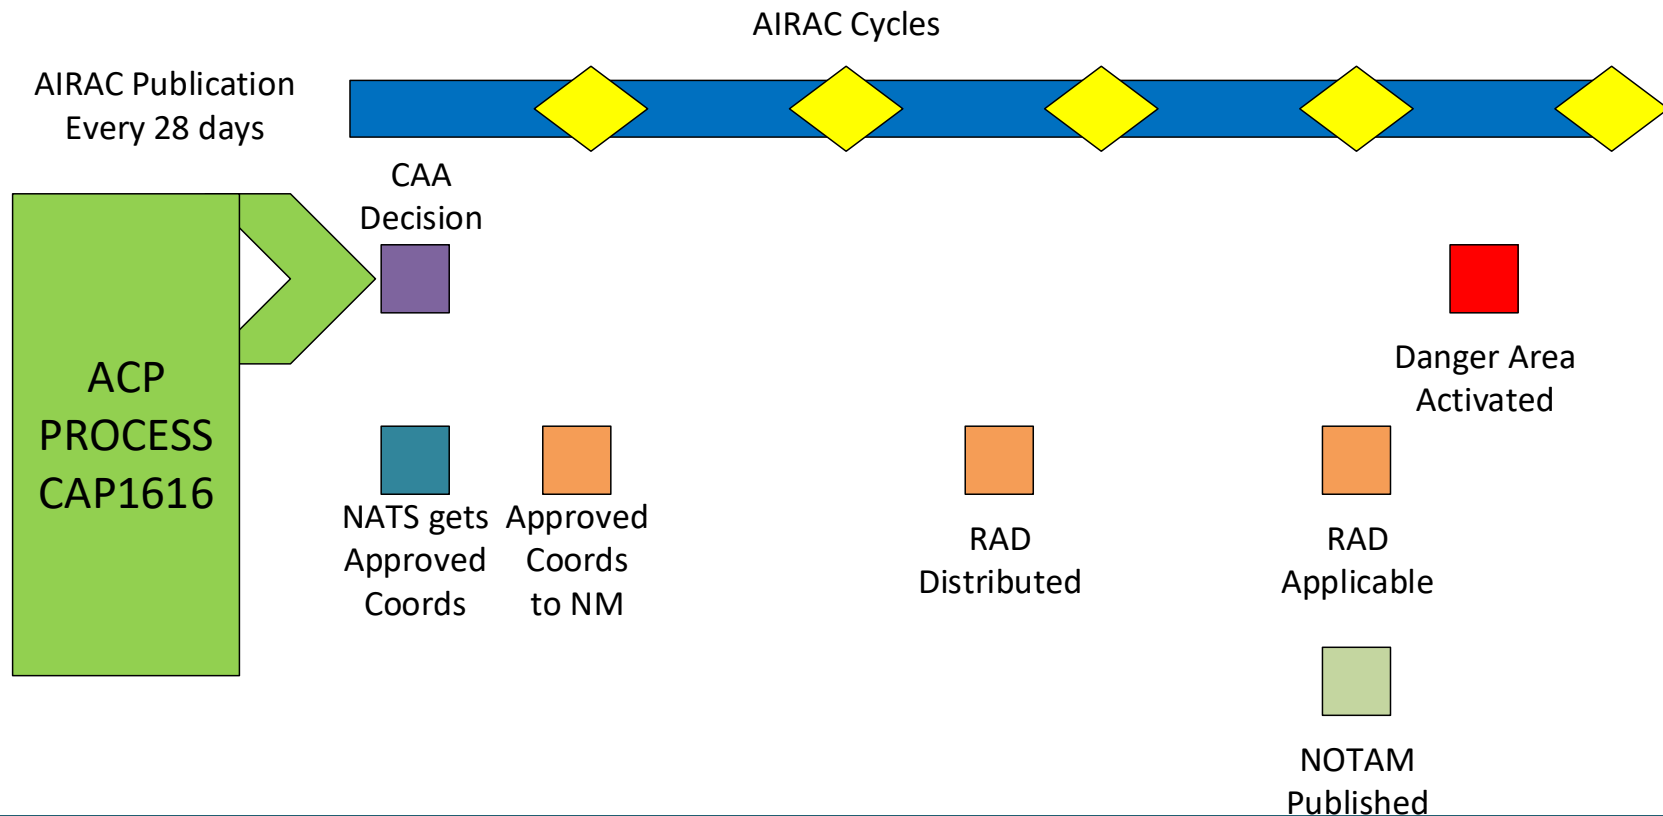 AIRAC Cycles
AIRAC Publication
Every 28 days
CAA
Decision
ACP
PROCESS
CAP1616
Danger Area
Activated
NATS gets
Approved
Coords
Approved
Coords
to NM
RAD
Distributed
RAD
Applicable
NOTAM
Published